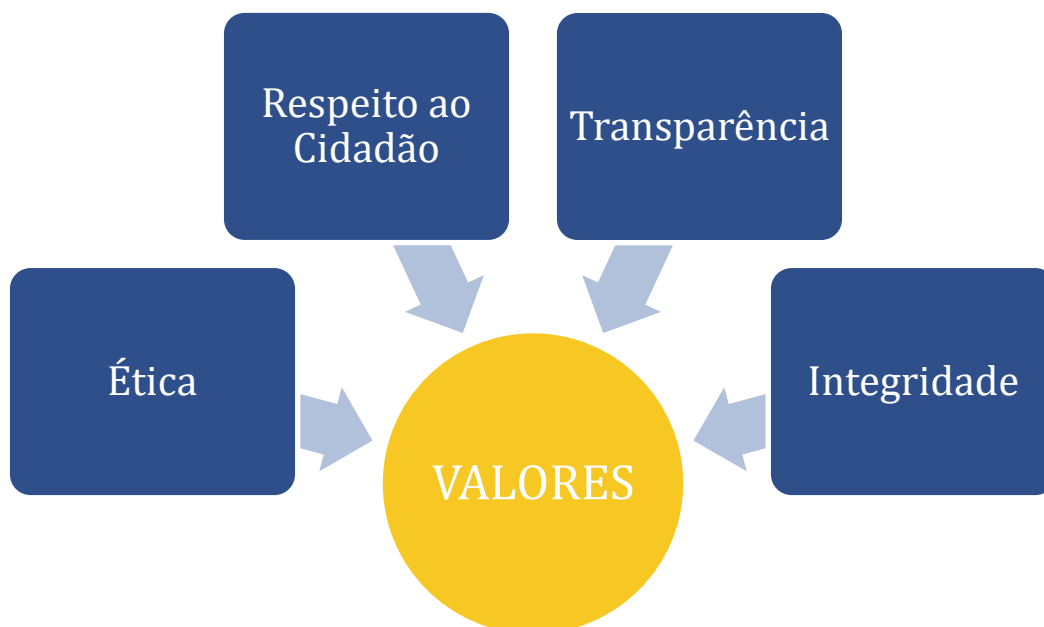 Respeito ao
Cidadão
Transparência
Ética
Integridade
VALORES